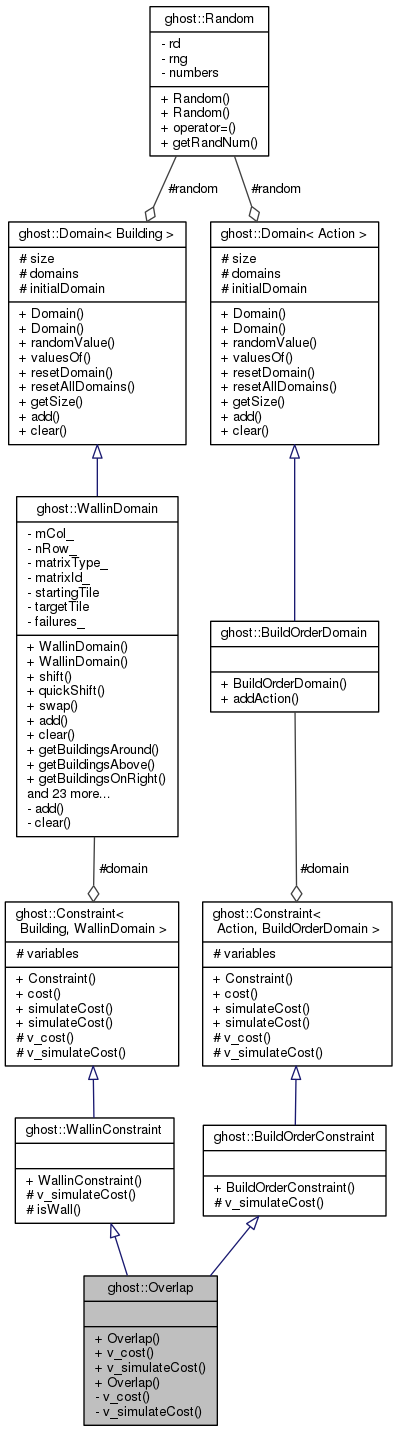 ghost::Random
- rd
- rng
- numbers
+ Random()
+ Random()
+ operator=()
+ getRandNum()
#random
#random
ghost::Domain< Building >
# size
# domains
# initialDomain
+ Domain()
+ Domain()
+ randomValue()
+ valuesOf()
+ resetDomain()
+ resetAllDomains()
+ getSize()
+ add()
+ clear()
ghost::Domain< Action >
# size
# domains
# initialDomain
+ Domain()
+ Domain()
+ randomValue()
+ valuesOf()
+ resetDomain()
+ resetAllDomains()
+ getSize()
+ add()
+ clear()
ghost::WallinDomain
- mCol_
- nRow_
- matrixType_
- matrixId_
- startingTile
- targetTile
- failures_
+ WallinDomain()
+ WallinDomain()
+ shift()
+ quickShift()
+ swap()
+ add()
+ clear()
+ getBuildingsAround()
+ getBuildingsAbove()
+ getBuildingsOnRight()
and 23 more...
- add()
- clear()
ghost::BuildOrderDomain
+ BuildOrderDomain()
+ addAction()
#domain
#domain
ghost::Constraint<
Building, WallinDomain >
# variables
+ Constraint()
+ cost()
+ simulateCost()
+ simulateCost()
# v_cost()
# v_simulateCost()
ghost::Constraint<
Action, BuildOrderDomain >
# variables
+ Constraint()
+ cost()
+ simulateCost()
+ simulateCost()
# v_cost()
# v_simulateCost()
ghost::WallinConstraint
+ WallinConstraint()
# v_simulateCost()
# isWall()
ghost::BuildOrderConstraint
+ BuildOrderConstraint()
# v_simulateCost()
ghost::Overlap
+ Overlap()
+ v_cost()
+ v_simulateCost()
+ Overlap()
- v_cost()
- v_simulateCost()